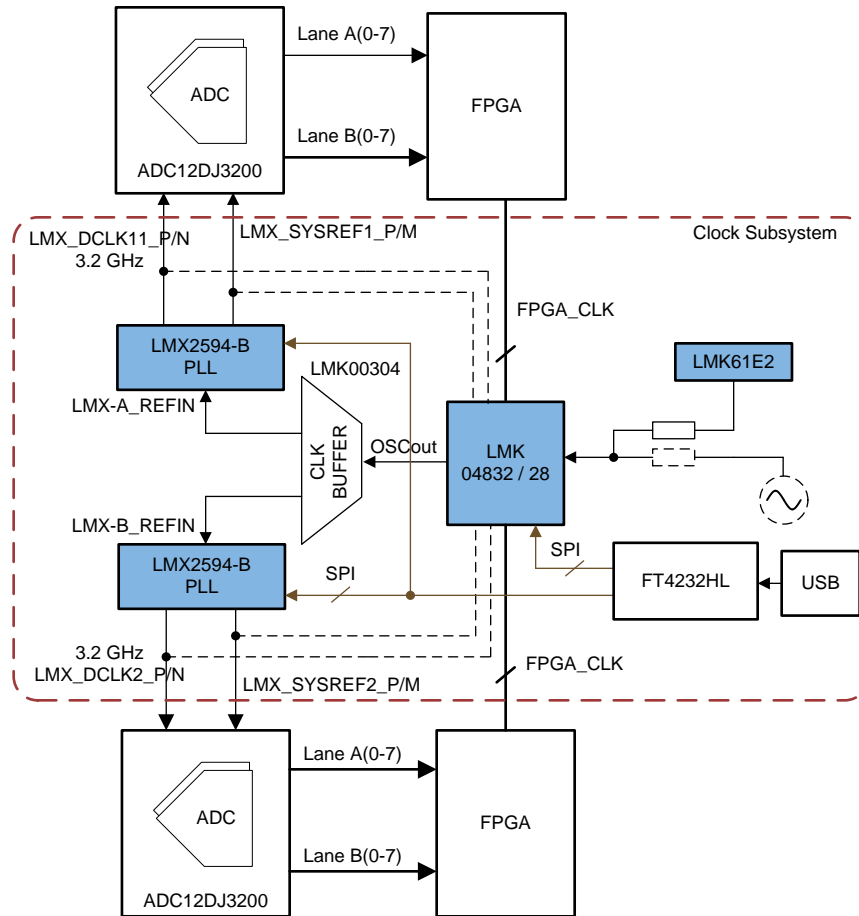 Lane A(0-7)
ADC
FPGA
Lane B(0-7)
ADC12DJ3200
LMX_DCLK11_P/N
3.2 GHz
LMX_SYSREF1_P/M
Clock Subsystem
FPGA_CLK
LMX2594-B
PLL
LMK00304
LMK61E2
LMX-A_REFIN
CLK
BUFFER
OSCout
LMK
04832 / 28
LMX-B_REFIN
LMX2594-B
PLL
SPI
SPI
FT4232HL
USB
3.2 GHz
LMX_DCLK2_P/N
LMX_SYSREF2_P/M
FPGA_CLK
Lane A(0-7)
ADC
FPGA
Lane B(0-7)
ADC12DJ3200